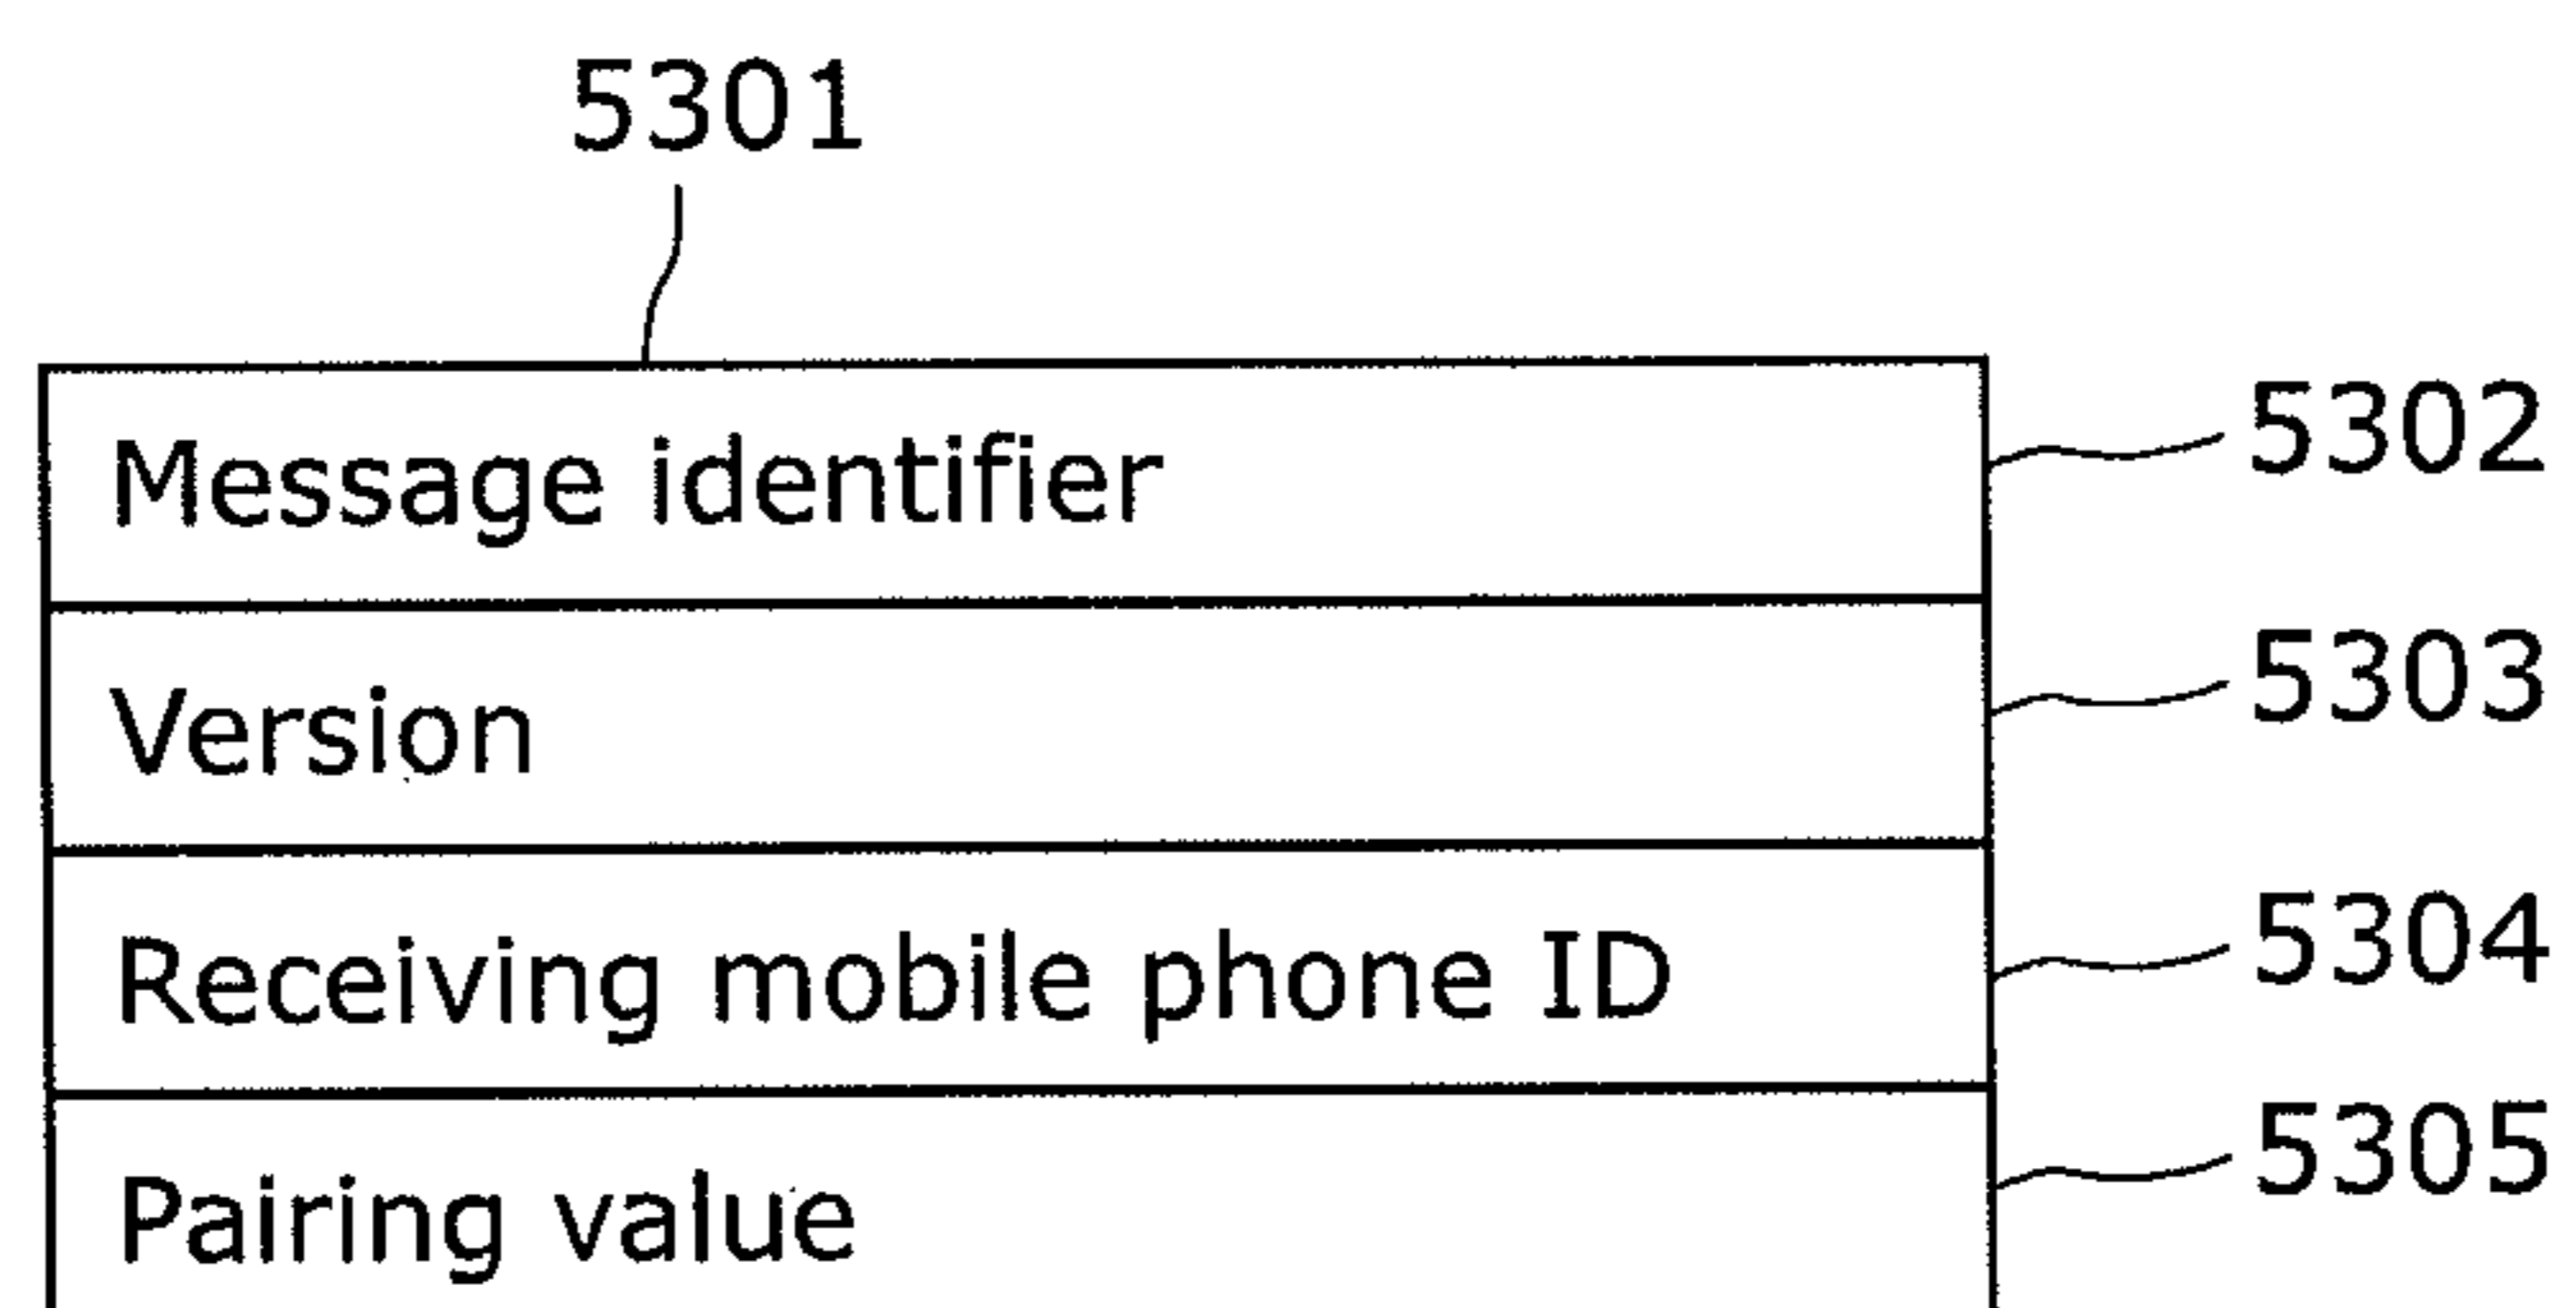 5301
Message identifier 5302
Version 5303
Receiving mobile phone ID 5304
Pairing value 5305